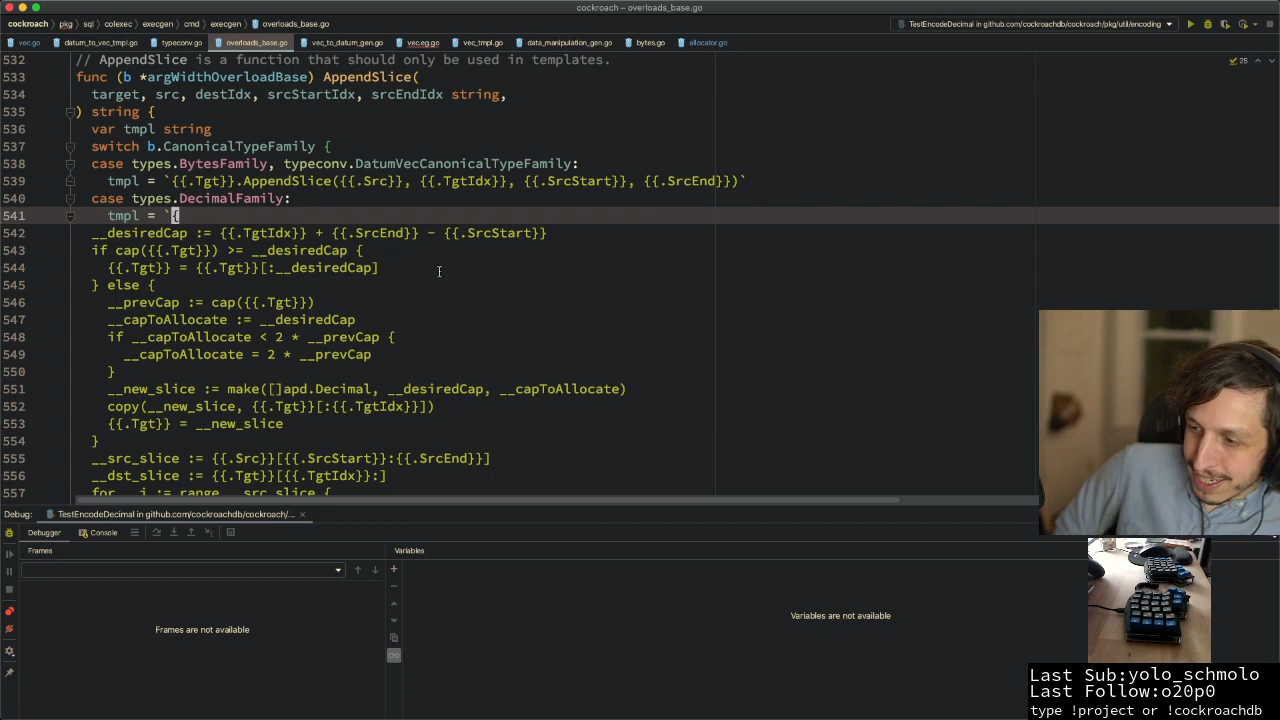 cockroach – overloads_base.go
cockroach › pkg › sql › colexec › execgen › cmd › execgen › overloads_base.go
TestEncodeDecimal in github.com/cockroachdb/cockroach/pkg/util/encoding
vec.go datum_to_vec_tmpl.go typeconv.go overloads_base.go vec_to_datum_gen.go vec.eg.go vec_tmpl.go data_manipulation_gen.go bytes.go allocator.go
25
532 // AppendSlice is a function that should only be used in templates.
533 func (b *argWidthOverloadBase) AppendSlice(
534 target, src, destIdx, srcStartIdx, srcEndIdx string,
535 ) string {
536 var tmpl string
537 switch b.CanonicalTypeFamily {
538 case types.BytesFamily, typeconv.DatumVecCanonicalTypeFamily:
539 tmpl = `{{.Tgt}}.AppendSlice({{.Src}}, {{.TgtIdx}}, {{.SrcStart}}, {{.SrcEnd}})`
540 case types.DecimalFamily:
541 tmpl = `{
542 __desiredCap := {{.TgtIdx}} + {{.SrcEnd}} - {{.SrcStart}}
543 if cap({{.Tgt}}) >= __desiredCap {
544 {{.Tgt}} = {{.Tgt}}[:__desiredCap]
545 } else {
546 __prevCap := cap({{.Tgt}})
547 __capToAllocate := __desiredCap
548 if __capToAllocate < 2 * __prevCap {
549 __capToAllocate = 2 * __prevCap
550 }
551 __new_slice := make([]apd.Decimal, __desiredCap, __capToAllocate)
552 copy(__new_slice, {{.Tgt}}[:{{.TgtIdx}}])
553 {{.Tgt}} = __new_slice
554 }
555 __src_slice := {{.Src}}[{{.SrcStart}}:{{.SrcEnd}}]
556 __dst_slice := {{.Tgt}}[{{.TgtIdx}}:]
557 for __i := range __src_slice {
Debug: TestEncodeDecimal in github.com/cockroachdb/cockroach/...
Debugger Console
Frames Variables
Frames are not available
Variables are not available
Last Sub:yolo_schmolo
Last Follow:o20p0
type !project or !cockroachdb